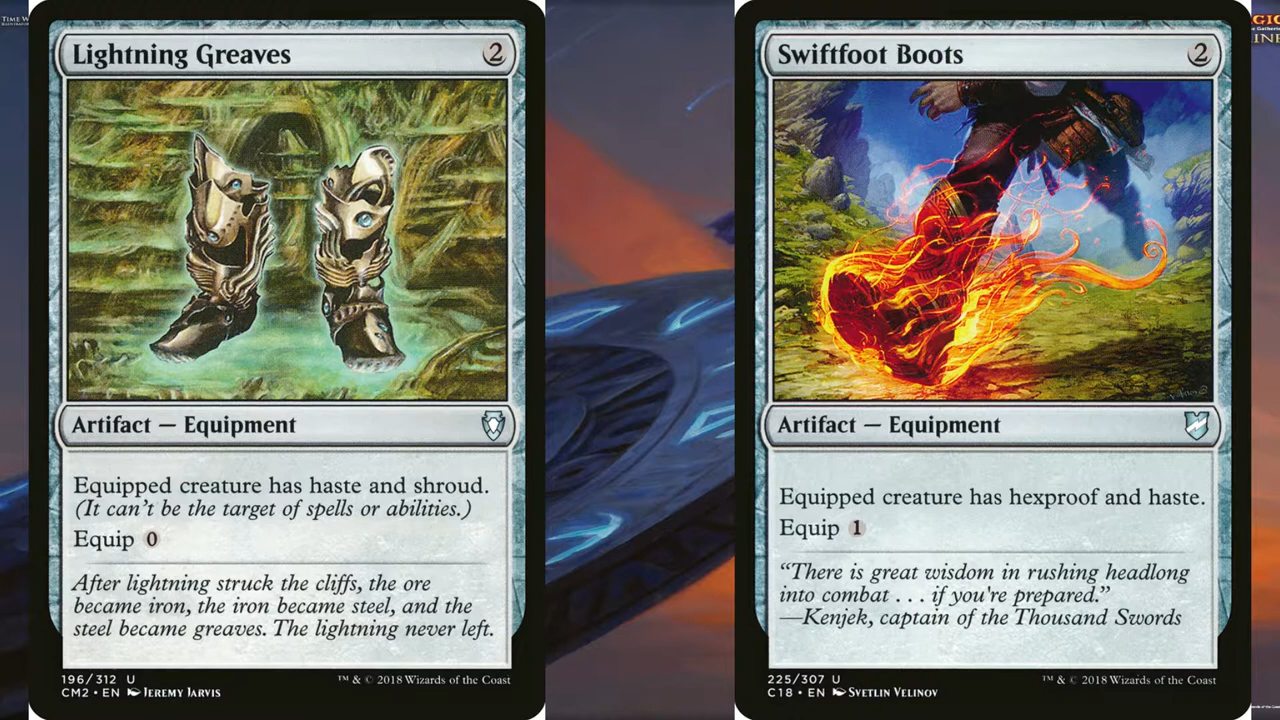 TIME W
Lightning Greaves 2
Artifact — Equipment
Equipped creature has haste and shroud.
(It can't be the target of spells or abilities.)
Equip 0
After lightning struck the cliffs, the ore
became iron, the iron became steel, and the
steel became greaves. The lightning never left.
196/312 U
CM2 • EN JEREMY JARVIS
™ & © 2018 Wizards of the Coast
Swiftfoot Boots 2
Artifact — Equipment
Equipped creature has hexproof and haste.
Equip 1
“There is great wisdom in rushing headlong
into combat . . . if you're prepared.”
—Kenjek, captain of the Thousand Swords
225/307 U
C18 • EN SVETLIN VELINOV
™ & © 2018 Wizards of the Coast
GIC
INE